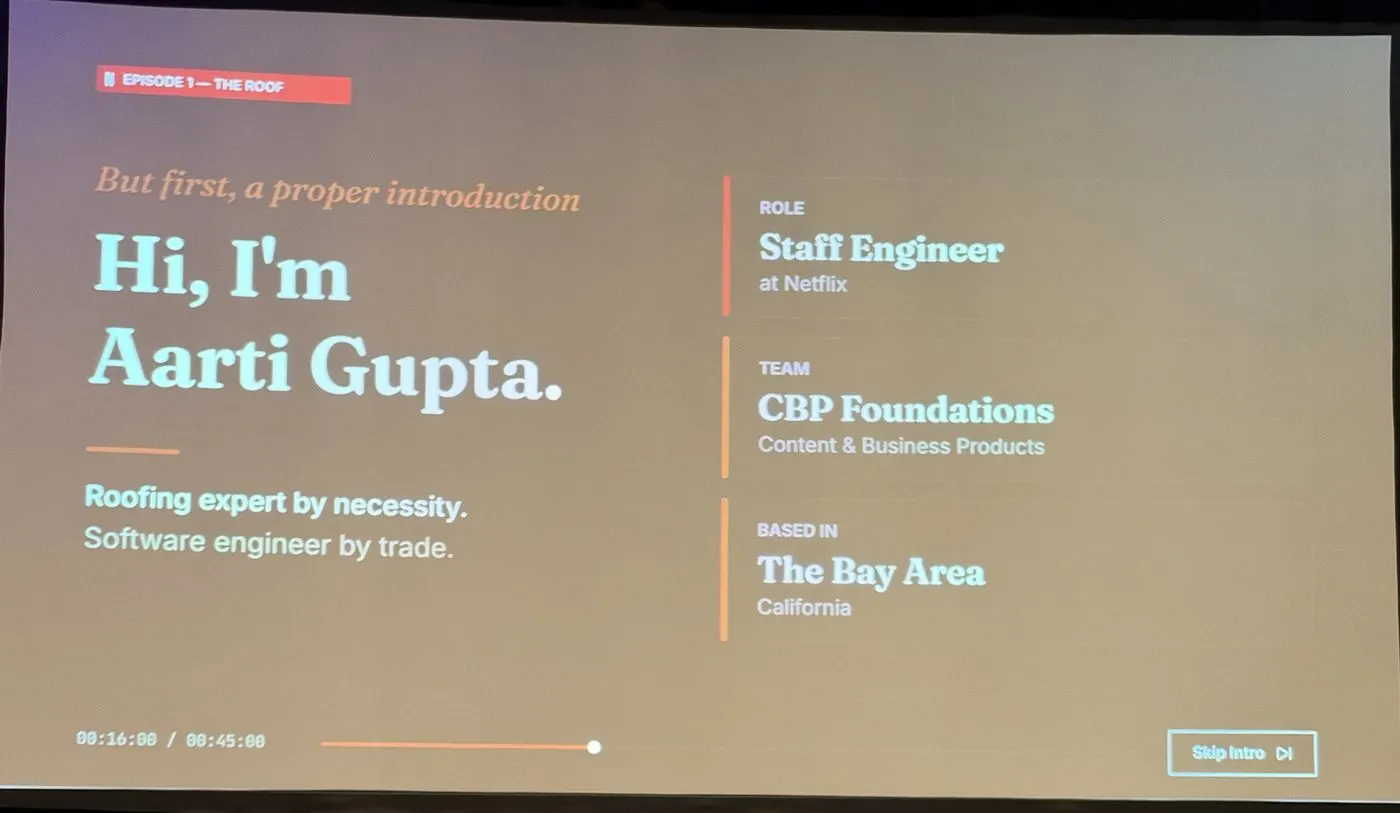 EPISODE 1 — THE ROOF
But first, a proper introduction
Hi, I'm
Aarti Gupta.
Roofing expert by necessity.
Software engineer by trade.
ROLE
Staff Engineer
at Netflix
TEAM
CBP Foundations
Content & Business Products
BASED IN
The Bay Area
California
00:16:00 / 00:45:00
Skip Intro